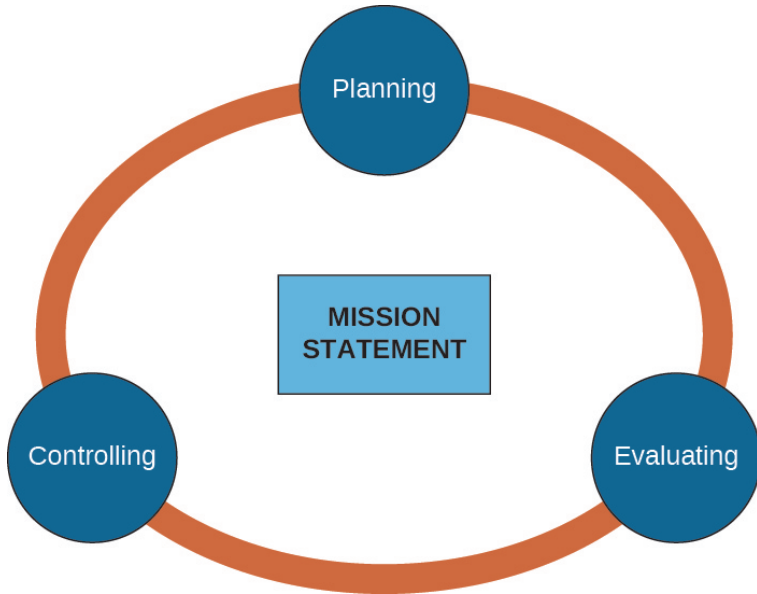 Planning
MISSION
STATEMENT
Controlling
Evaluating